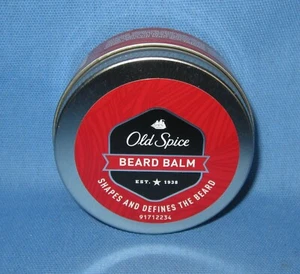 Old Spice
BEARD BALM
EST. ★ 1938
SHAPES AND DEFINES THE BEARD
91712234